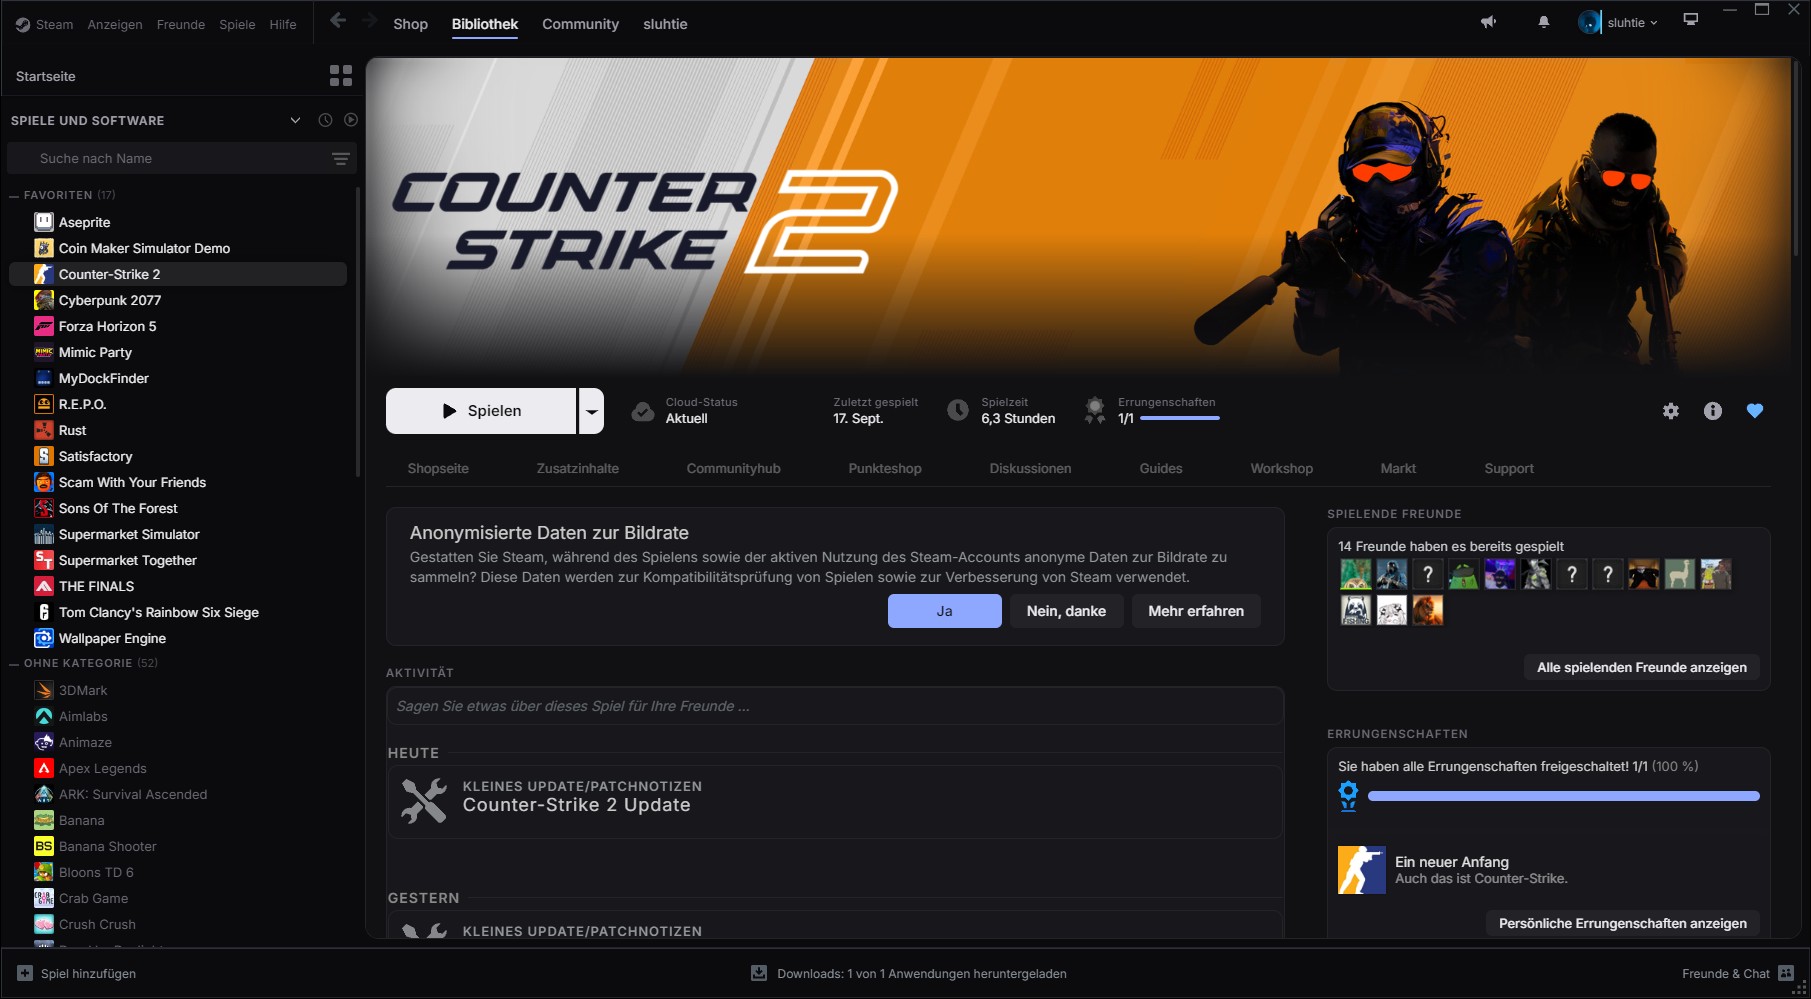 Steam Anzeigen Freunde Spiele Hilfe
Shop Bibliothek Community sluhtie
sluhtie
Startseite
SPIELE UND SOFTWARE
Suche nach Name
FAVORITEN (17)
Aseprite
Coin Maker Simulator Demo
Counter-Strike 2
Cyberpunk 2077
Forza Horizon 5
Mimic Party
MyDockFinder
R.E.P.O.
Rust
Satisfactory
Scam With Your Friends
Sons Of The Forest
Supermarket Simulator
Supermarket Together
THE FINALS
Tom Clancy's Rainbow Six Siege
Wallpaper Engine
OHNE KATEGORIE (52)
3DMark
Aimlabs
Animaze
Apex Legends
ARK: Survival Ascended
Banana
Banana Shooter
Bloons TD 6
Crab Game
Crush Crush
COUNTER
STRIKE 2
Spielen
Cloud-Status
Aktuell
Zuletzt gespielt
17. Sept.
Spielzeit
6,3 Stunden
Errungenschaften
1/1
Shopseite Zusatzinhalte Communityhub Punkteshop Diskussionen Guides Workshop Markt Support
Anonymisierte Daten zur Bildrate
Gestatten Sie Steam, während des Spielens sowie der aktiven Nutzung des Steam-Accounts anonyme Daten zur Bildrate zu
sammeln? Diese Daten werden zur Kompatibilitätsprüfung von Spielen sowie zur Verbesserung von Steam verwendet.
Ja Nein, danke Mehr erfahren
AKTIVITÄT
Sagen Sie etwas über dieses Spiel für Ihre Freunde ...
HEUTE
KLEINES UPDATE/PATCHNOTIZEN
Counter-Strike 2 Update
GESTERN
KLEINES UPDATE/PATCHNOTIZEN
SPIELENDE FREUNDE
14 Freunde haben es bereits gespielt
Alle spielenden Freunde anzeigen
ERRUNGENSCHAFTEN
Sie haben alle Errungenschaften freigeschaltet! 1/1 (100 %)
Ein neuer Anfang
Auch das ist Counter-Strike.
Persönliche Errungenschaften anzeigen
Spiel hinzufügen
Downloads: 1 von 1 Anwendungen heruntergeladen
Freunde & Chat